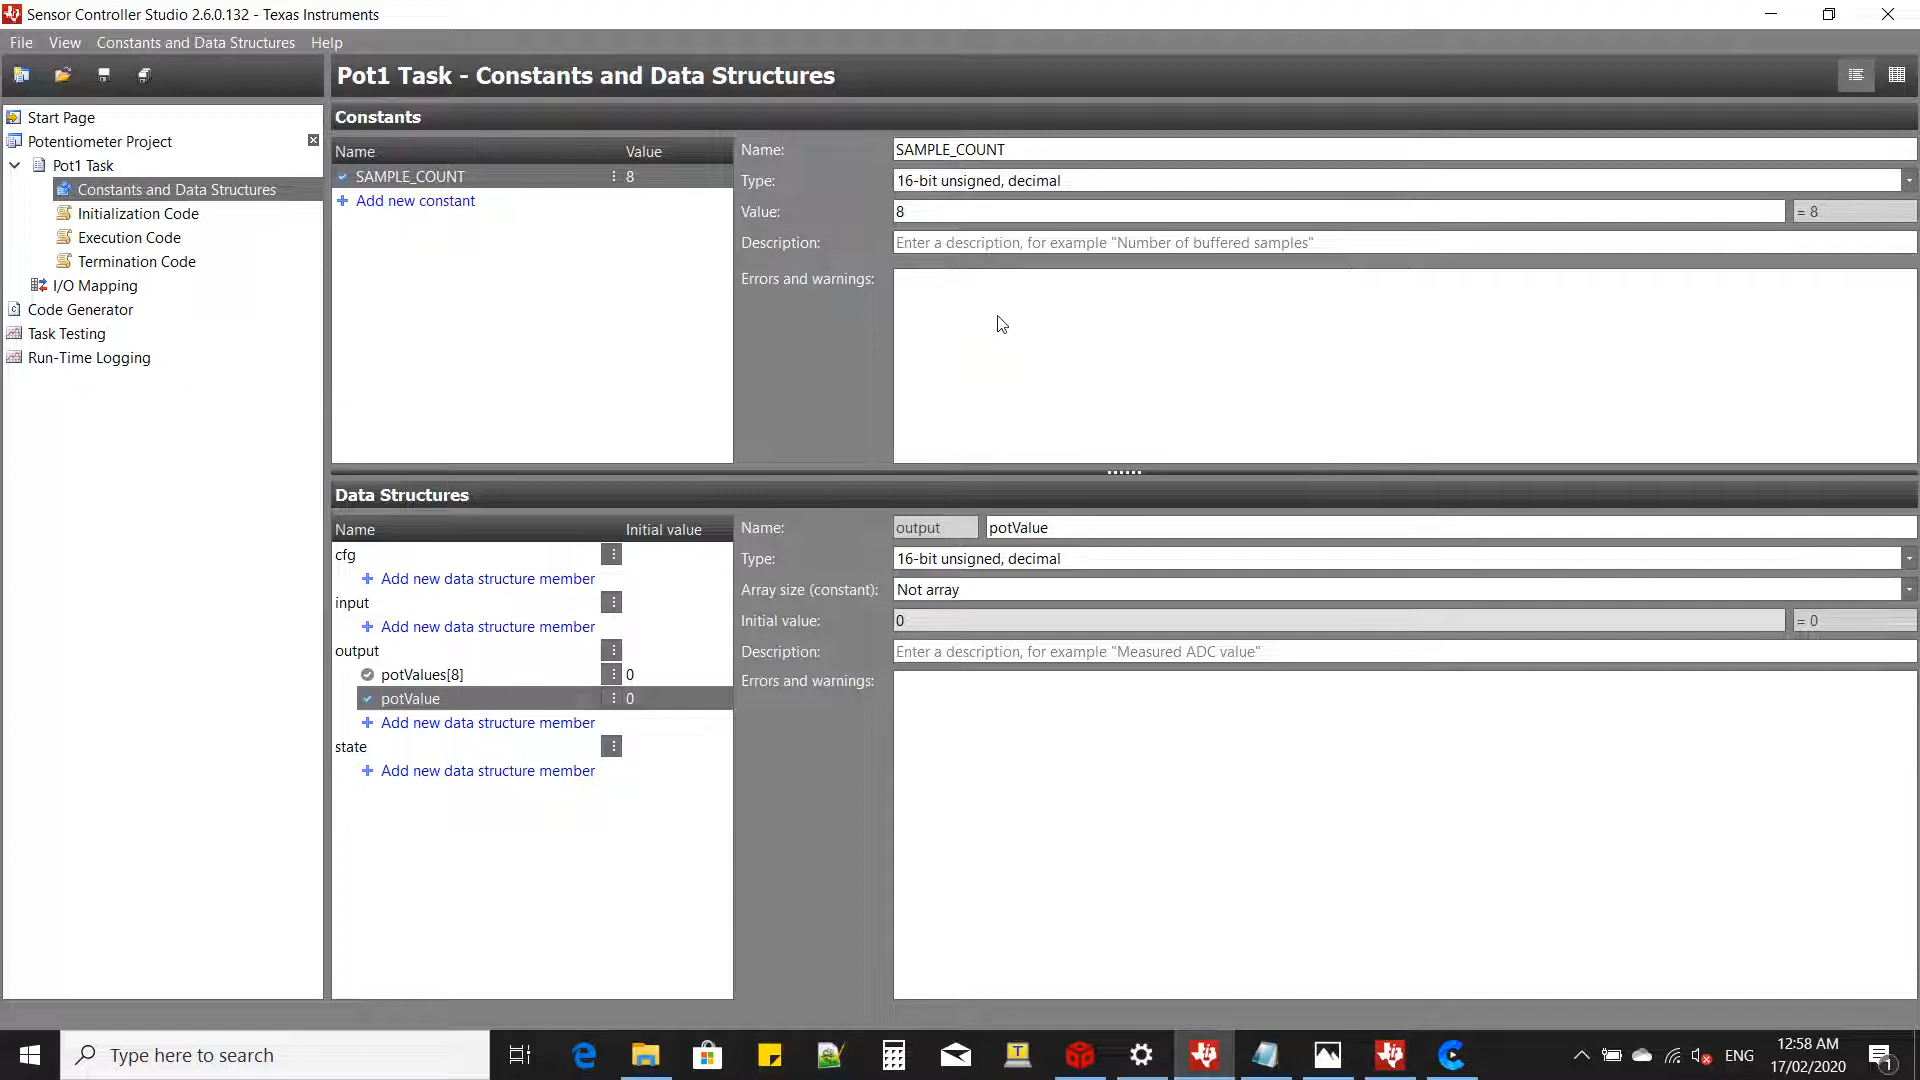 Sensor Controller Studio 2.6.0.132 - Texas Instruments
File View Constants and Data Structures Help
Pot1 Task - Constants and Data Structures
Start Page
Potentiometer Project
Pot1 Task
Constants and Data Structures
Initialization Code
Execution Code
Termination Code
I/O Mapping
Code Generator
Task Testing
Run-Time Logging
Constants
Name Value
SAMPLE_COUNT 8
Add new constant
Name: SAMPLE_COUNT
Type: 16-bit unsigned, decimal
Value: 8 = 8
Description: Enter a description, for example "Number of buffered samples"
Errors and warnings:
Data Structures
Name Initial value
cfg
Add new data structure member
input
Add new data structure member
output
potValues[8] 0
potValue 0
Add new data structure member
state
Add new data structure member
Name: output potValue
Type: 16-bit unsigned, decimal
Array size (constant): Not array
Initial value: 0 = 0
Description: Enter a description, for example "Measured ADC value"
Errors and warnings:
Type here to search
ENG
12:58 AM
17/02/2020
1